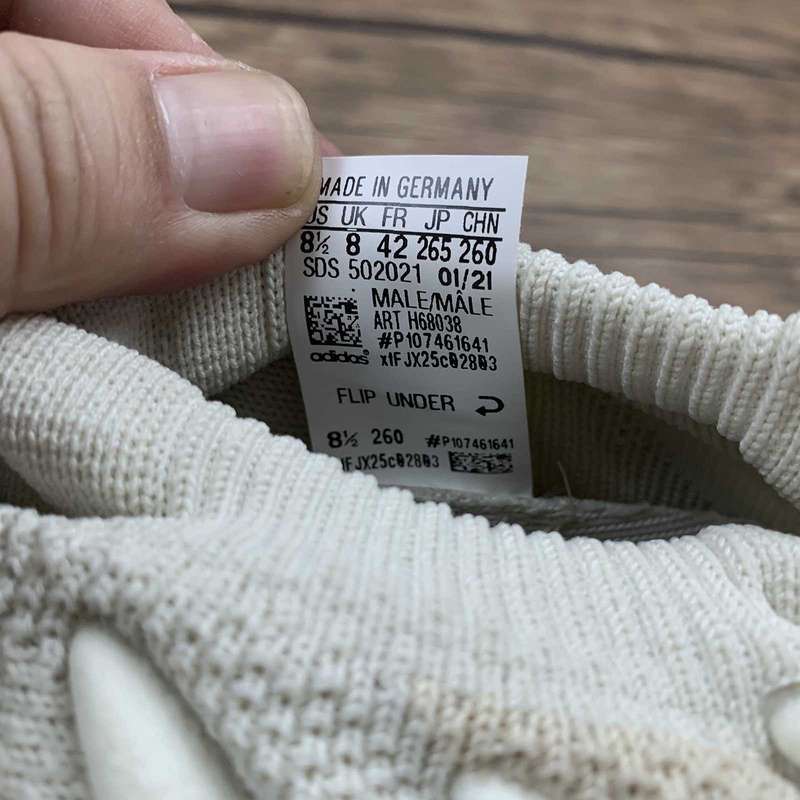 MADE IN GERMANY
US UK FR JP CHN
8½ 8 42 265 260
SDS 502021 01/21
MALE/MÂLE
ART H68038
#P107461641
adidas® x1FJX25c02803
FLIP UNDER
8½ 260 #P107461641
1FJX25c02803